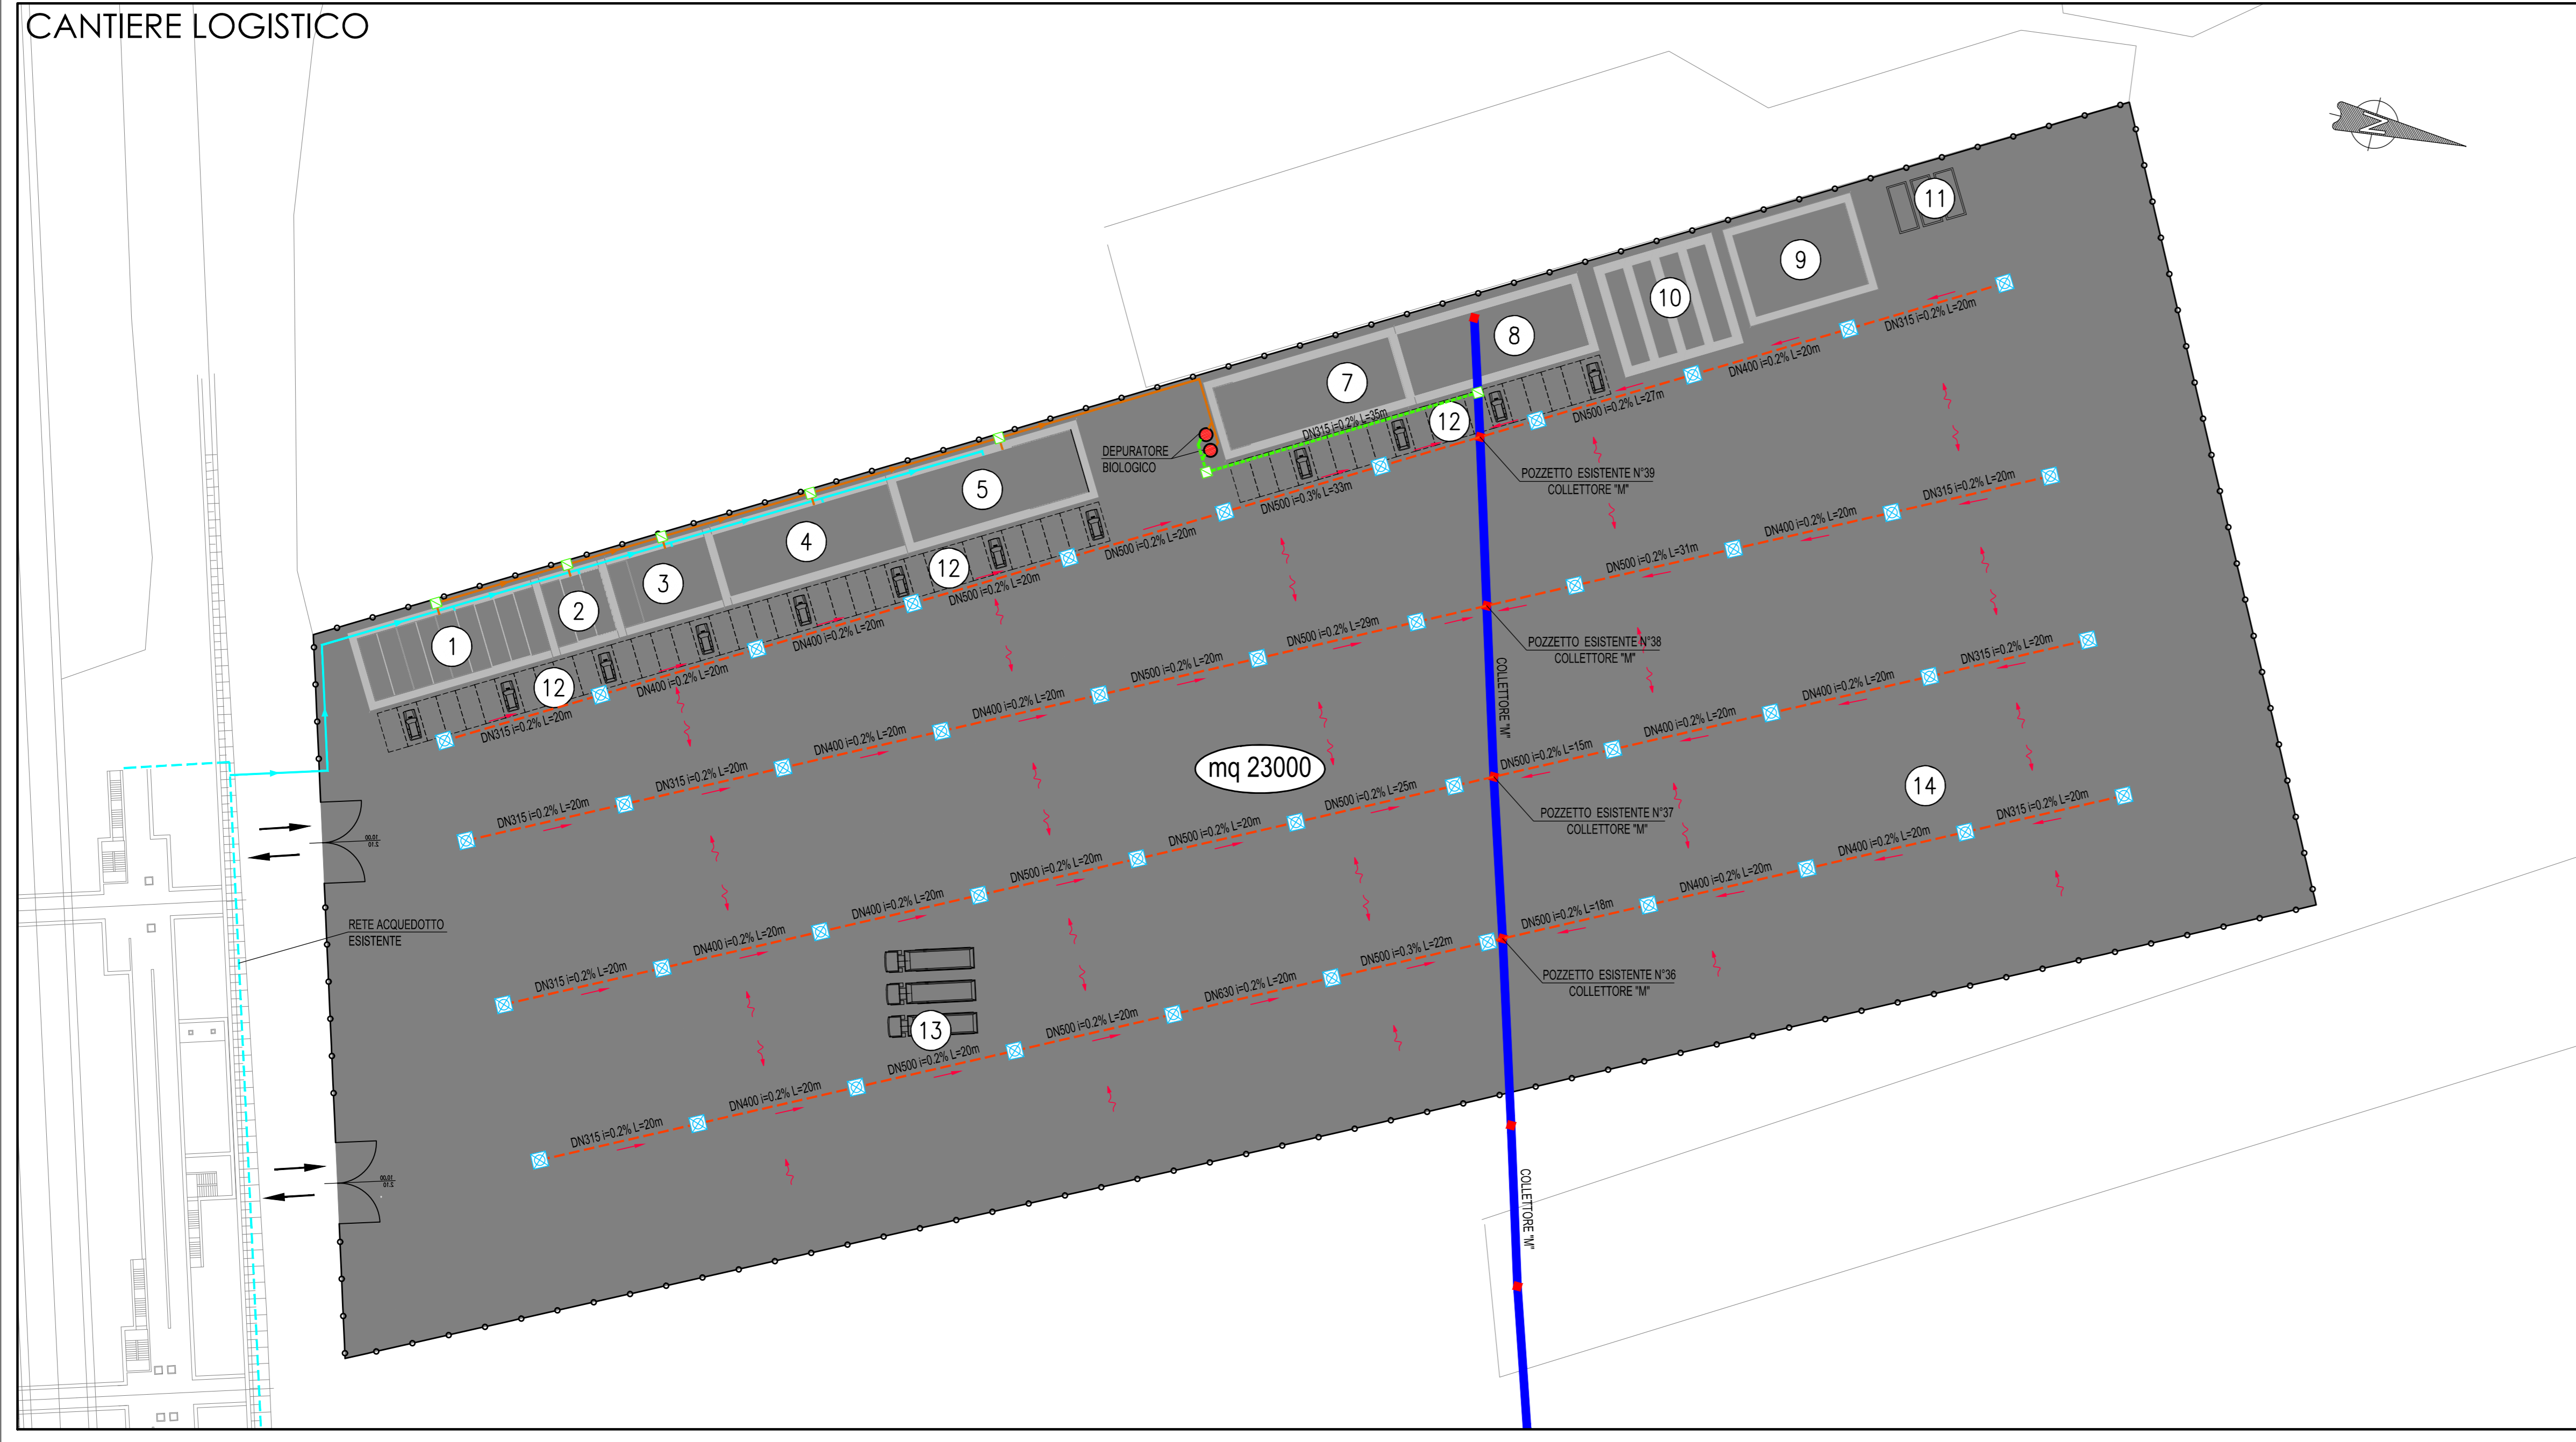 CANTIERE LOGISTICO
N
11
9
10
8
7
12
5
4
3
2
1
12
12
DN315 i=0.2% L=20m
DN400 i=0.2% L=20m
DN500 i=0.2% L=27m
DN315 i=0.2% L=35m
DEPURATORE
BIOLOGICO
POZZETTO ESISTENTE N°39
COLLETTORE "M"
DN500 i=0.3% L=33m
DN500 i=0.2% L=20m
DN500 i=0.2% L=20m
DN400 i=0.2% L=20m
DN400 i=0.2% L=20m
DN315 i=0.2% L=20m
DN315 i=0.2% L=20m
DN400 i=0.2% L=20m
DN500 i=0.2% L=31m
POZZETTO ESISTENTE N°38
COLLETTORE "M"
DN500 i=0.2% L=29m
DN500 i=0.2% L=20m
DN400 i=0.2% L=20m
DN400 i=0.2% L=20m
DN315 i=0.2% L=20m
DN315 i=0.2% L=20m
COLLETTORE "M"
mq 23000
DN315 i=0.2% L=20m
DN400 i=0.2% L=20m
DN400 i=0.2% L=20m
DN500 i=0.2% L=15m
14
POZZETTO ESISTENTE N°37
COLLETTORE "M"
DN500 i=0.2% L=25m
DN500 i=0.2% L=20m
DN500 i=0.2% L=20m
DN400 i=0.2% L=20m
DN400 i=0.2% L=20m
DN315 i=0.2% L=20m
10.00
2.10
RETE ACQUEDOTTO
ESISTENTE
DN315 i=0.2% L=20m
DN400 i=0.2% L=20m
DN400 i=0.2% L=20m
DN500 i=0.2% L=18m
POZZETTO ESISTENTE N°36
COLLETTORE "M"
DN500 i=0.3% L=22m
DN630 i=0.2% L=20m
DN500 i=0.2% L=20m
DN500 i=0.2% L=20m
DN400 i=0.2% L=20m
DN315 i=0.2% L=20m
13
10.00
2.10
COLLETTORE "M"